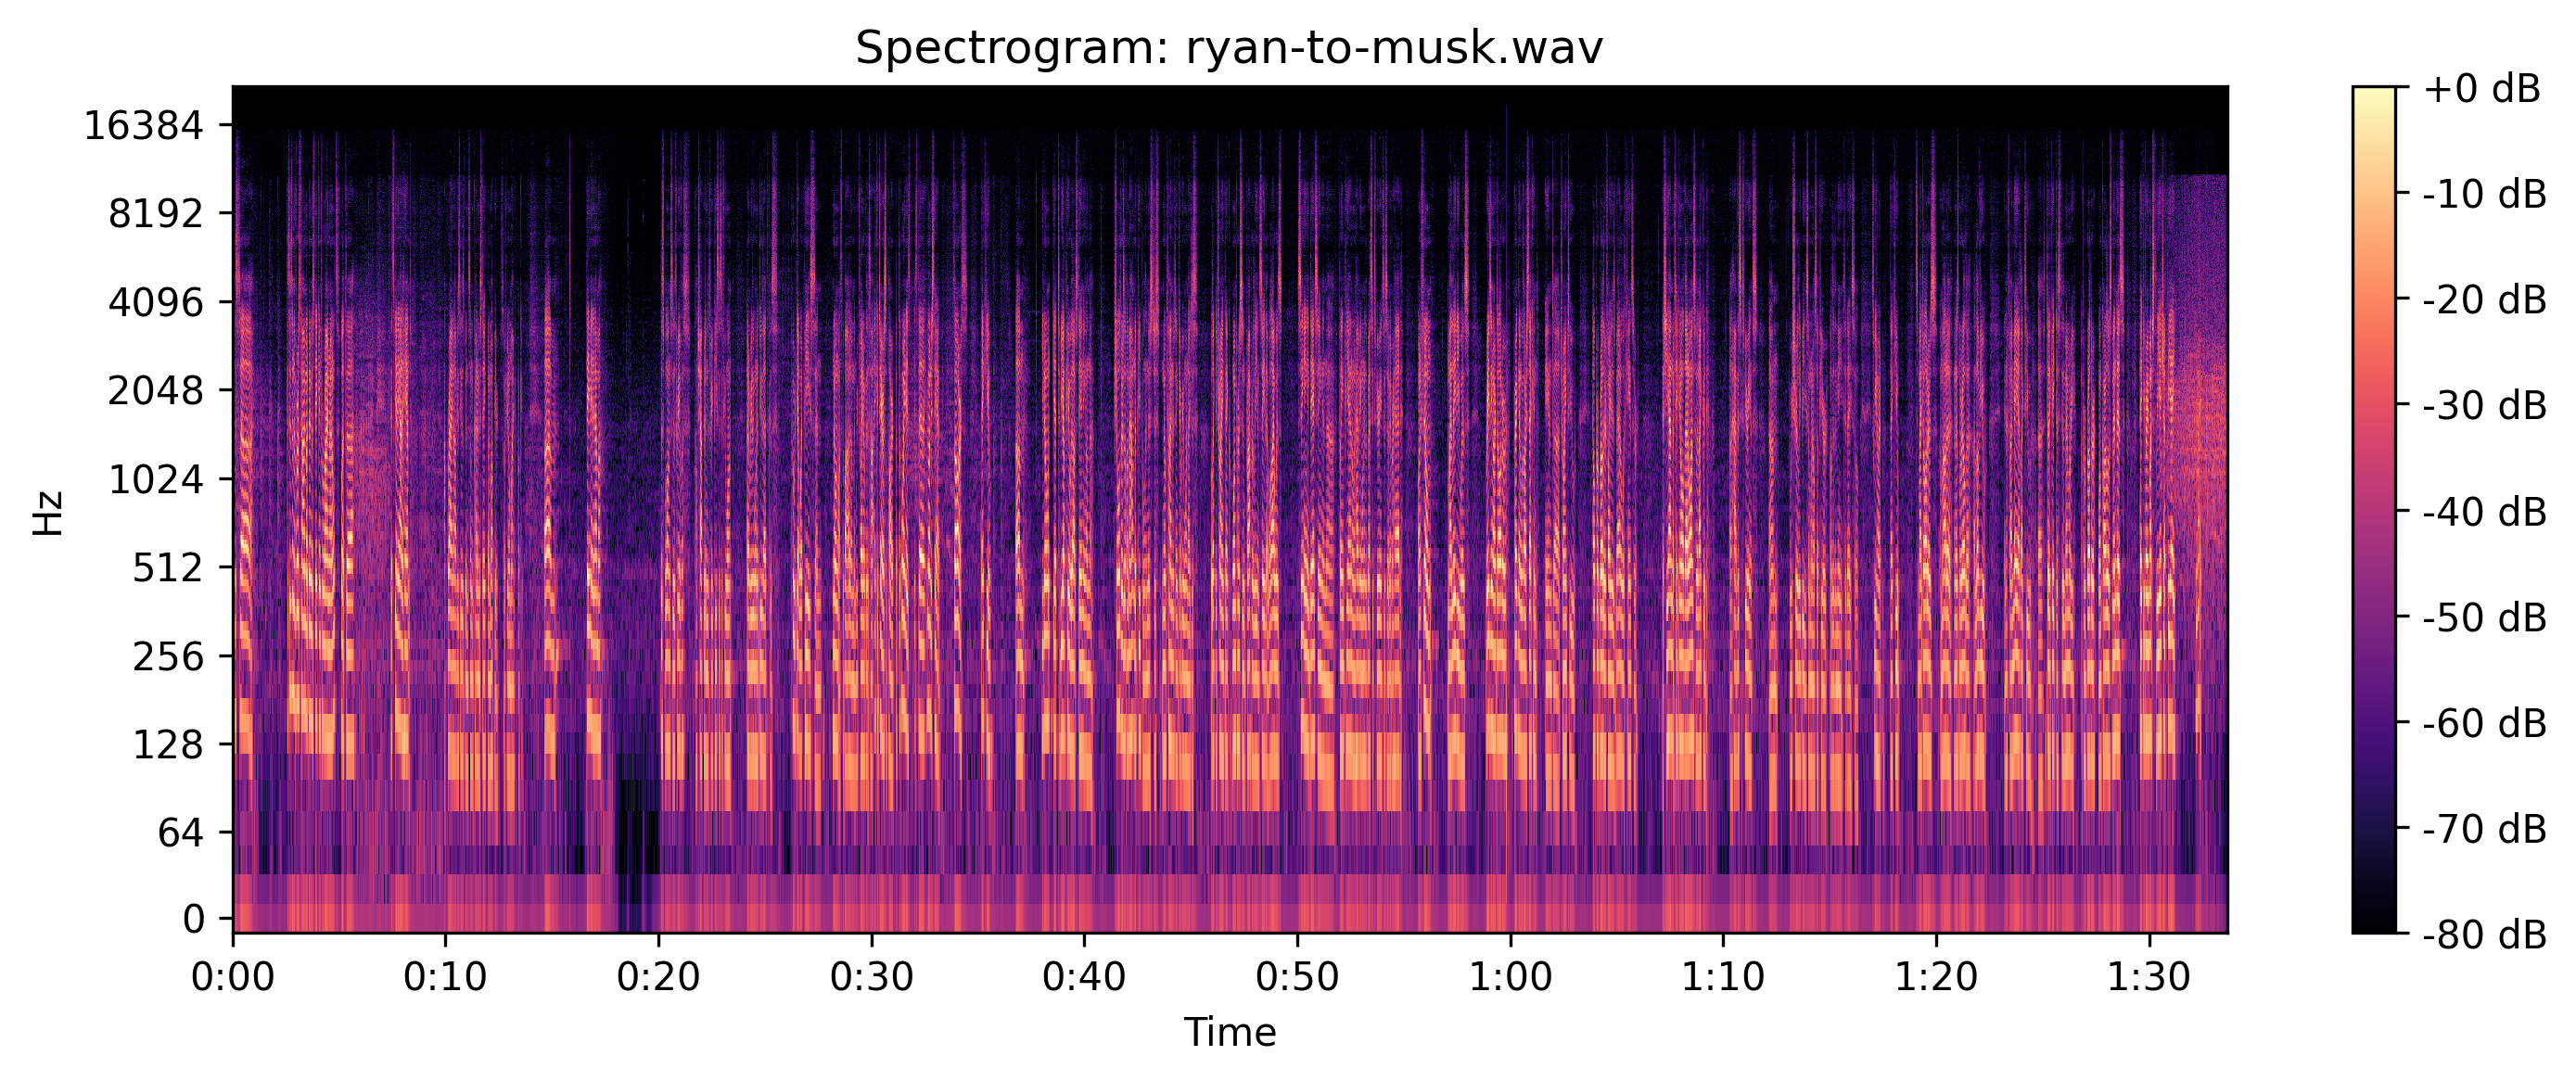 Spectrogram: ryan-to-musk.wav
Hz
16384
8192
4096
2048
1024
512
256
128
64
0
0:00 0:10 0:20 0:30 0:40 0:50 1:00 1:10 1:20 1:30
Time
+0 dB
-10 dB
-20 dB
-30 dB
-40 dB
-50 dB
-60 dB
-70 dB
-80 dB